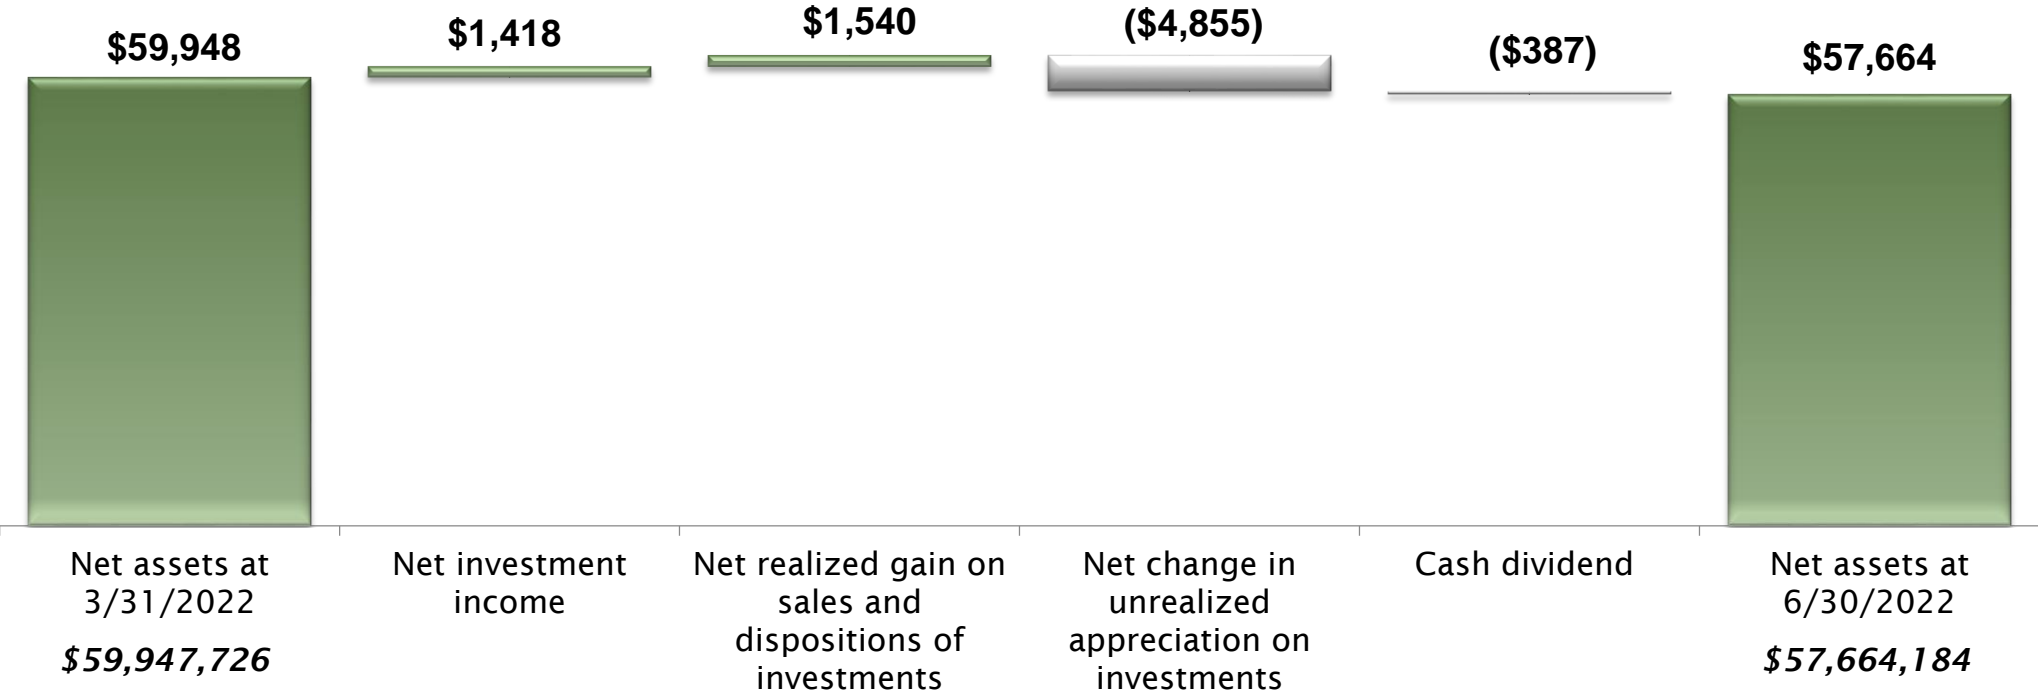 $59,948
$1,418
$1,540
($4,855)
($387)
$57,664
Net assets at
3/31/2022
$59,947,726
Net investment
income
Net realized gain on
sales and
dispositions of
investments
Net change in
unrealized
appreciation on
investments
Cash dividend
Net assets at
6/30/2022
$57,664,184